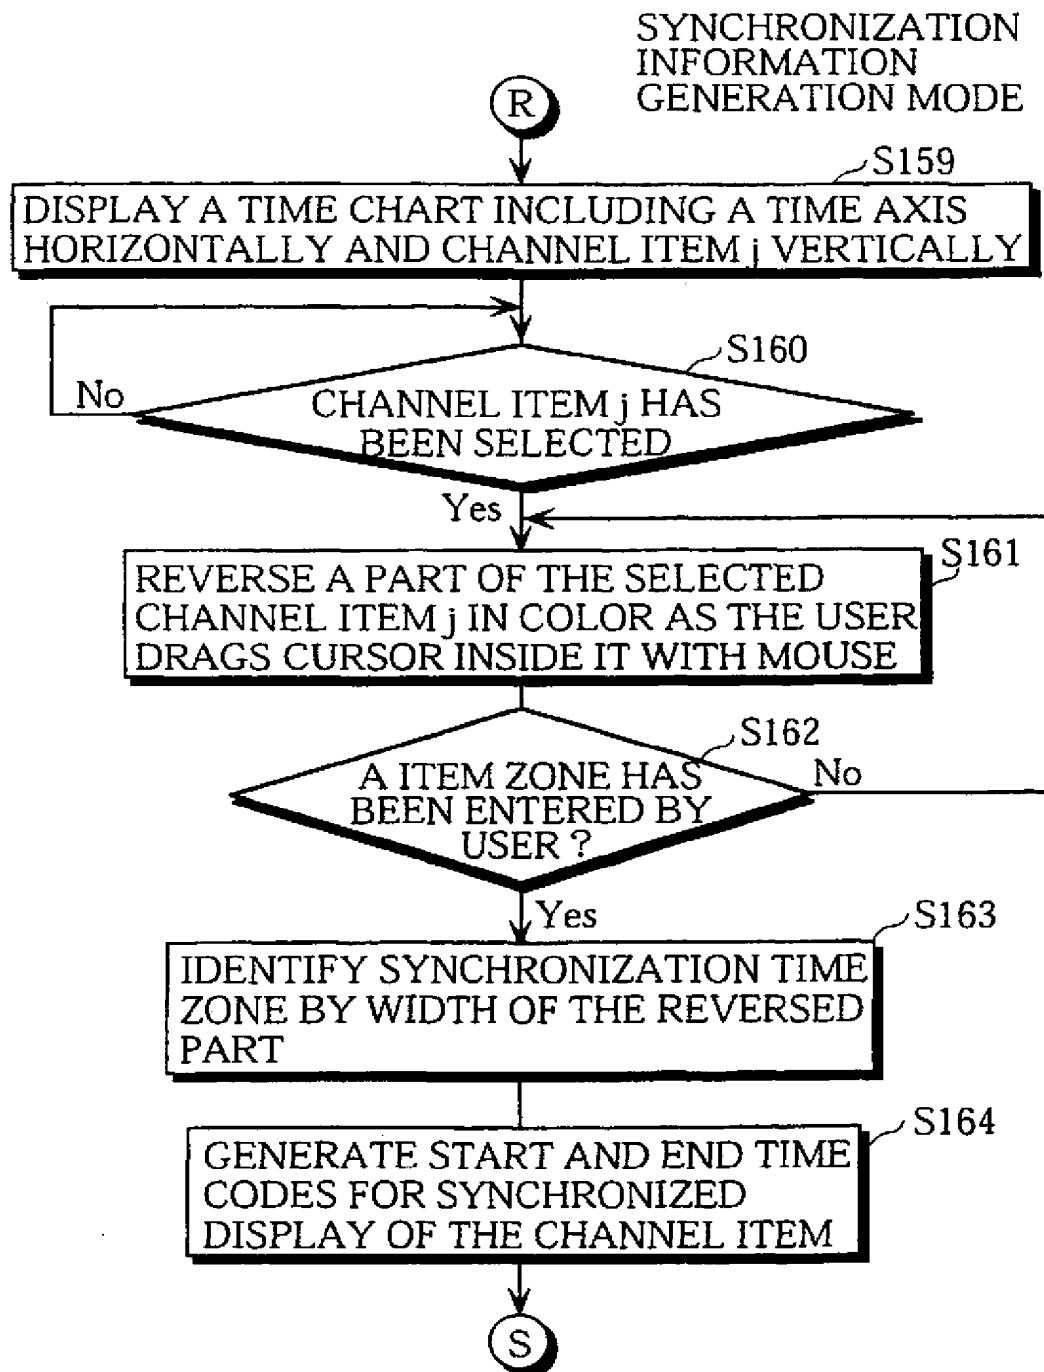 SYNCHRONIZATION
INFORMATION
GENERATION MODE
R
S159
DISPLAY A TIME CHART INCLUDING A TIME AXIS
HORIZONTALLY AND CHANNEL ITEM j VERTICALLY
S160
No
CHANNEL ITEM j HAS
BEEN SELECTED
Yes
S161
REVERSE A PART OF THE SELECTED
CHANNEL ITEM j IN COLOR AS THE USER
DRAGS CURSOR INSIDE IT WITH MOUSE
S162
No
A ITEM ZONE HAS
BEEN ENTERED BY
USER ?
Yes
S163
IDENTIFY SYNCHRONIZATION TIME
ZONE BY WIDTH OF THE REVERSED
PART
S164
GENERATE START AND END TIME
CODES FOR SYNCHRONIZED
DISPLAY OF THE CHANNEL ITEM
S